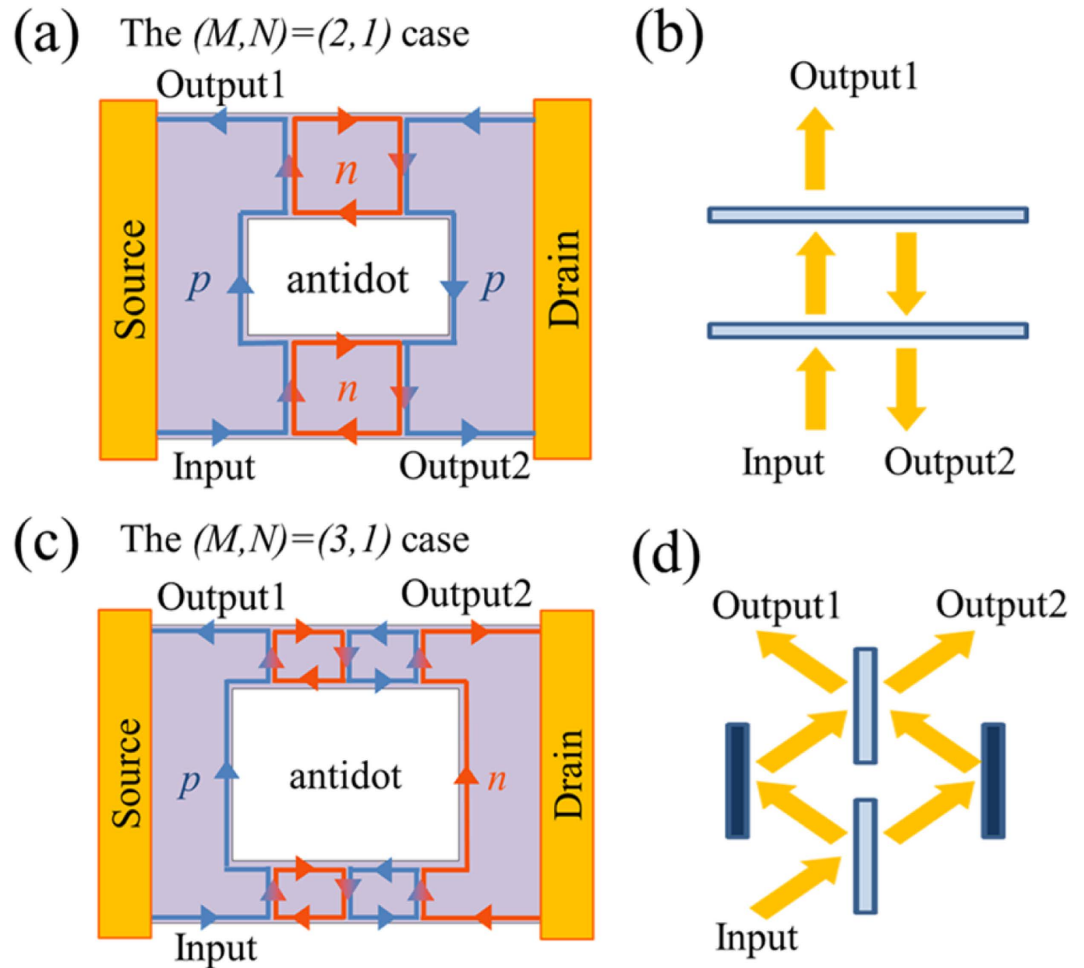 (a) The (M,N)=(2,1) case
Output1
n
Source
p
antidot
p
Drain
n
Input
Output2
(b)
Output1
Input
Output2
(c) The (M,N)=(3,1) case
Output1
Output2
Source
p
antidot
n
Drain
Input
(d)
Output1
Output2
Input